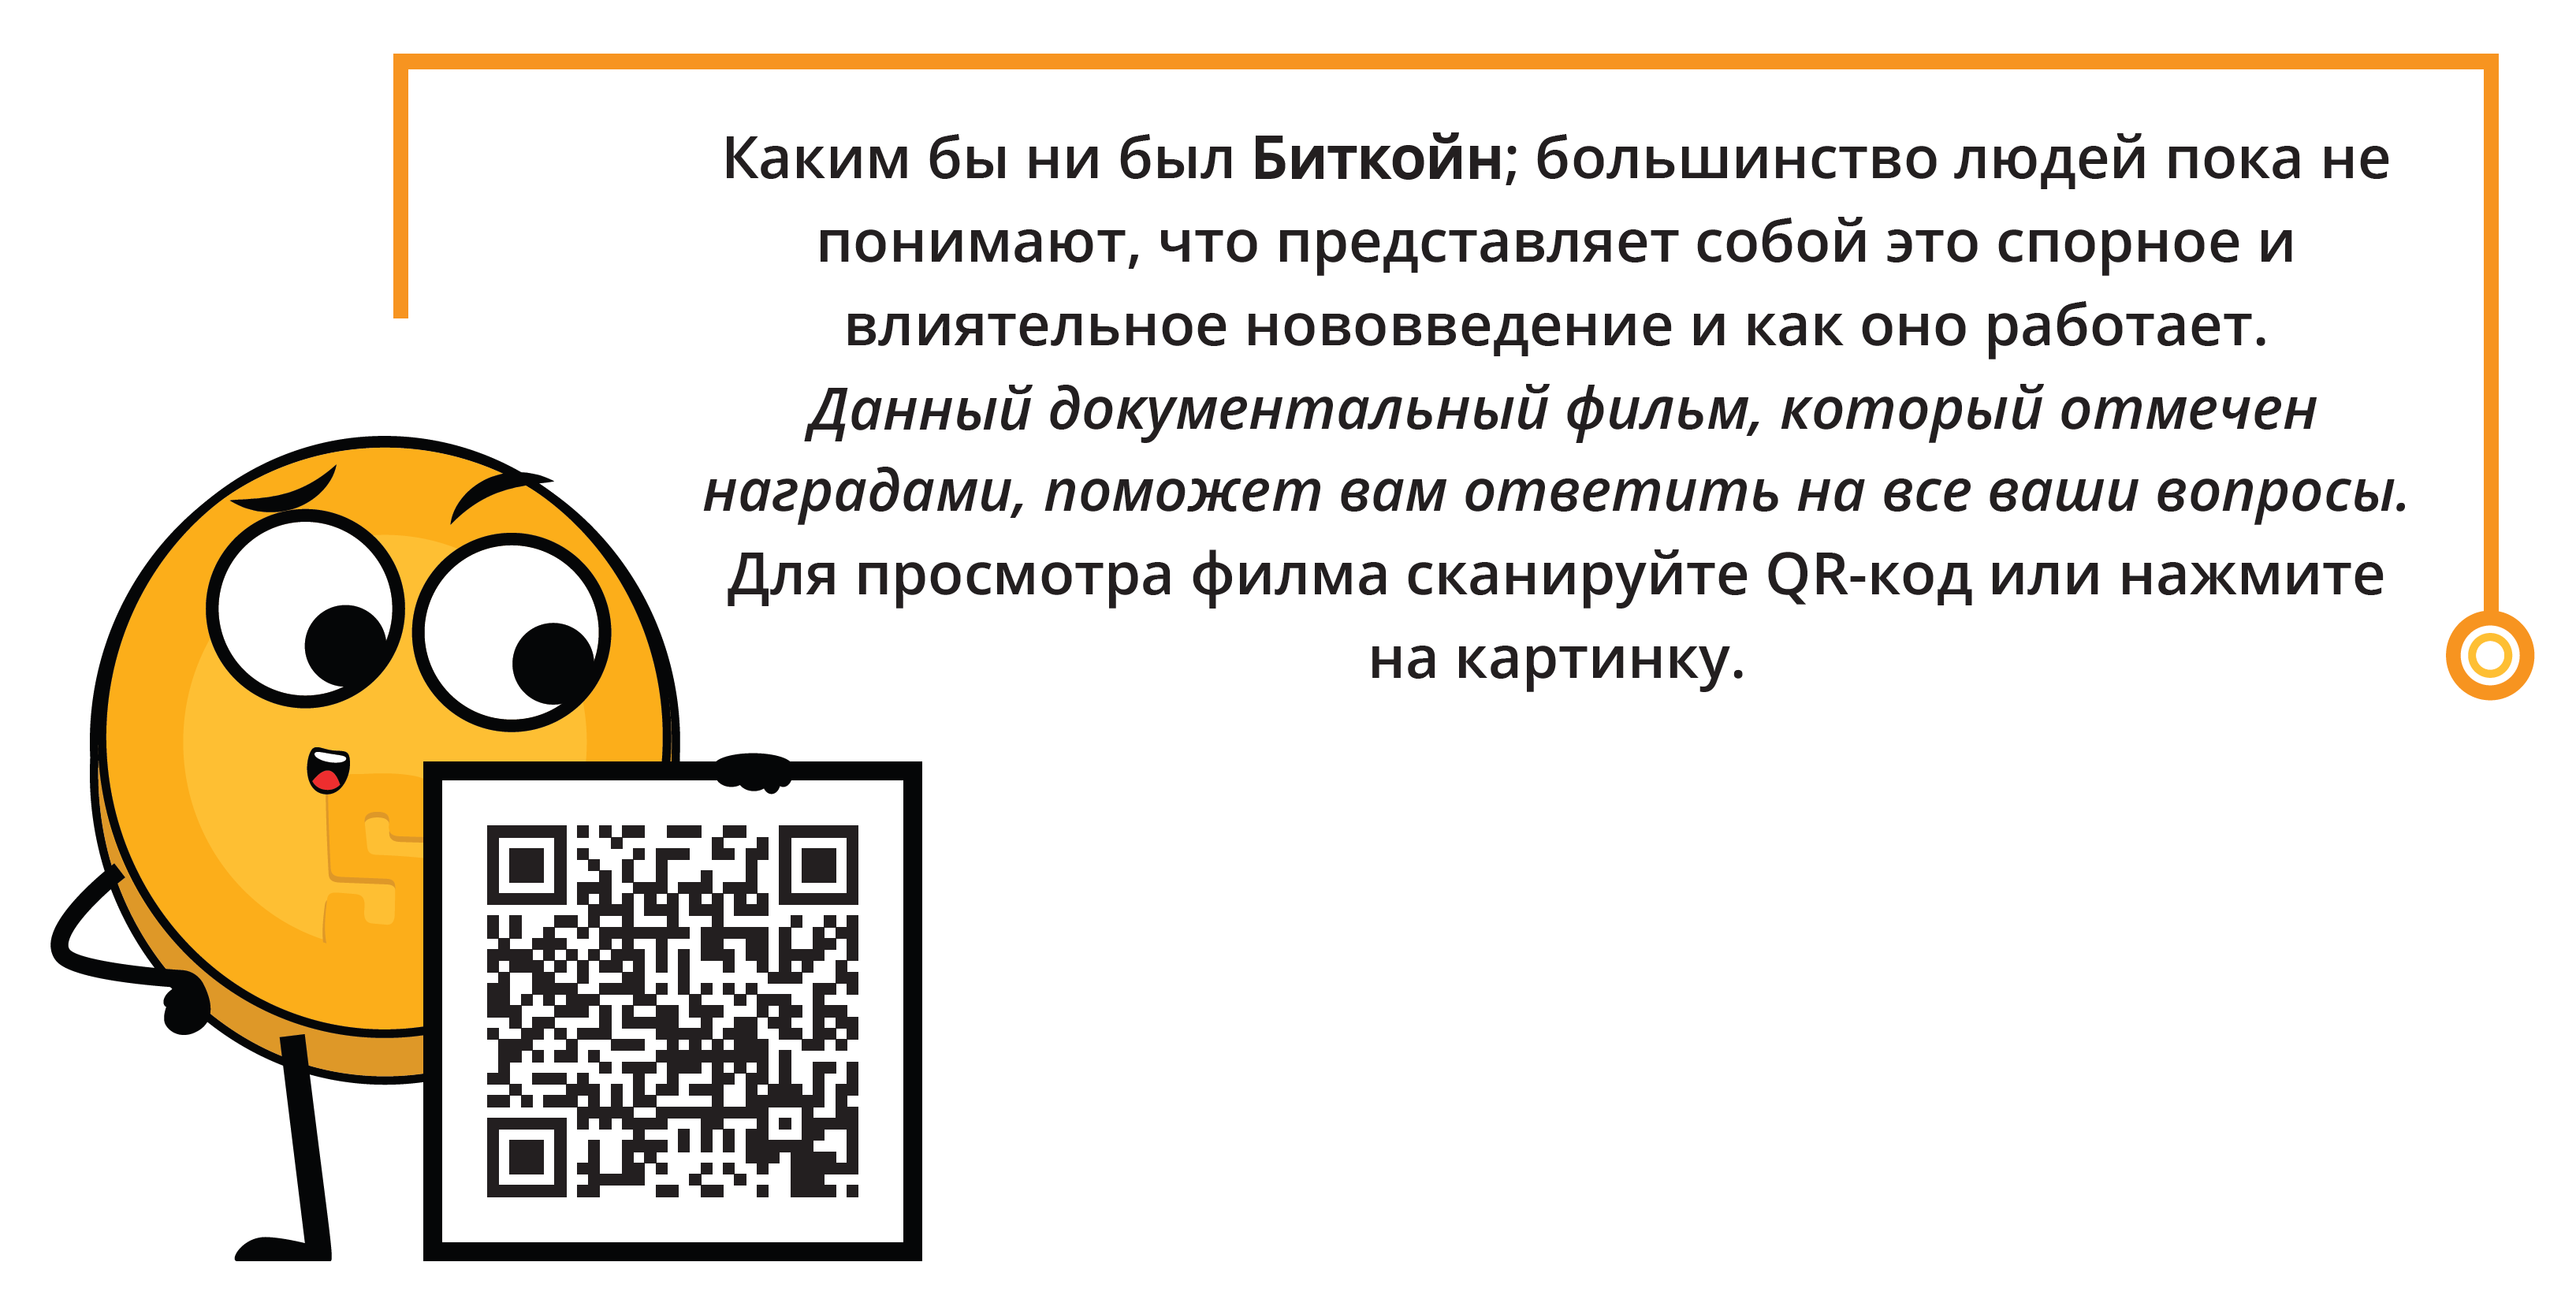 Каким бы ни был Биткойн; большинство людей пока не
понимают, что представляет собой это спорное и
влиятельное нововведение и как оно работает.
Данный документальный фильм, который отмечен
наградами, поможет вам ответить на все ваши вопросы.
Для просмотра филма сканируйте QR-код или нажмите
на картинку.